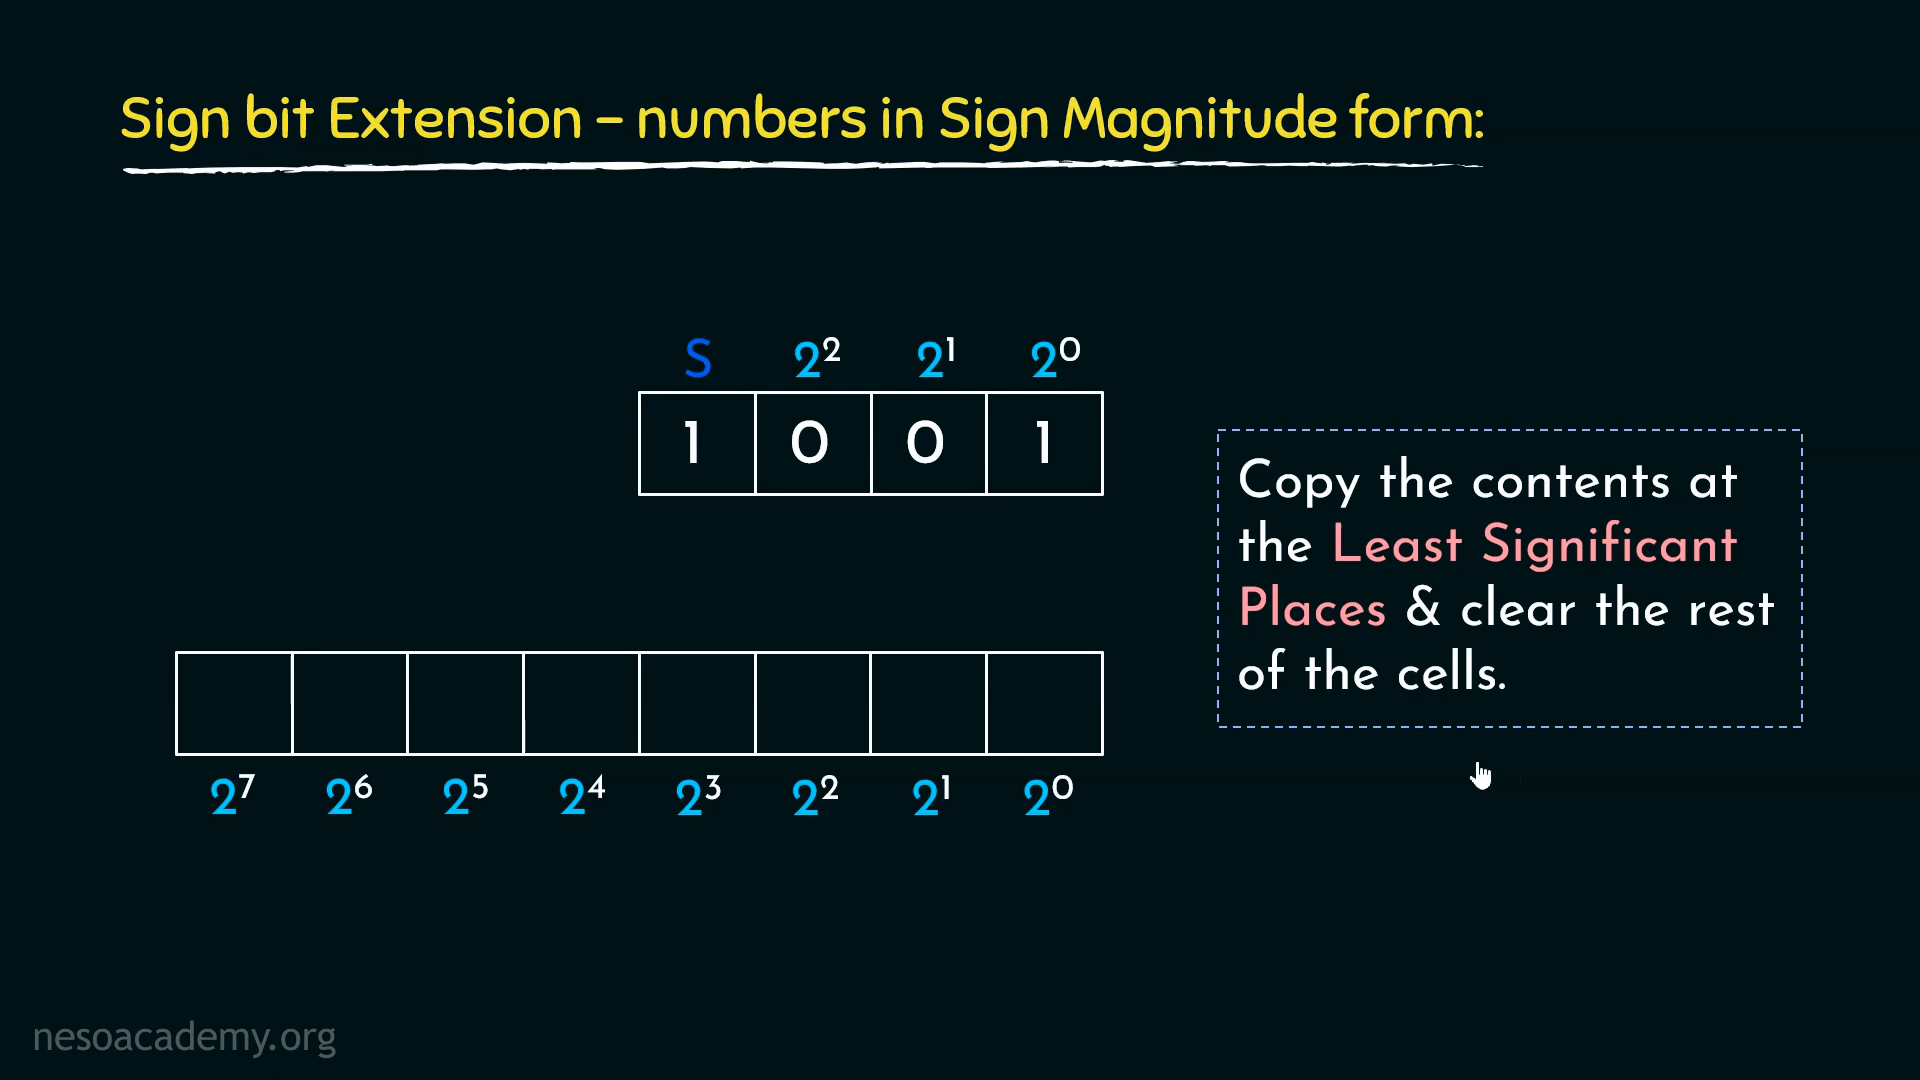 Sign bit Extension – numbers in Sign Magnitude form:
S 2² 2¹ 2⁰
1 0 0 1
Copy the contents at
the Least Significant
Places & clear the rest
of the cells.
2⁷ 2⁶ 2⁵ 2⁴ 2³ 2² 2¹ 2⁰
nesoacademy.org